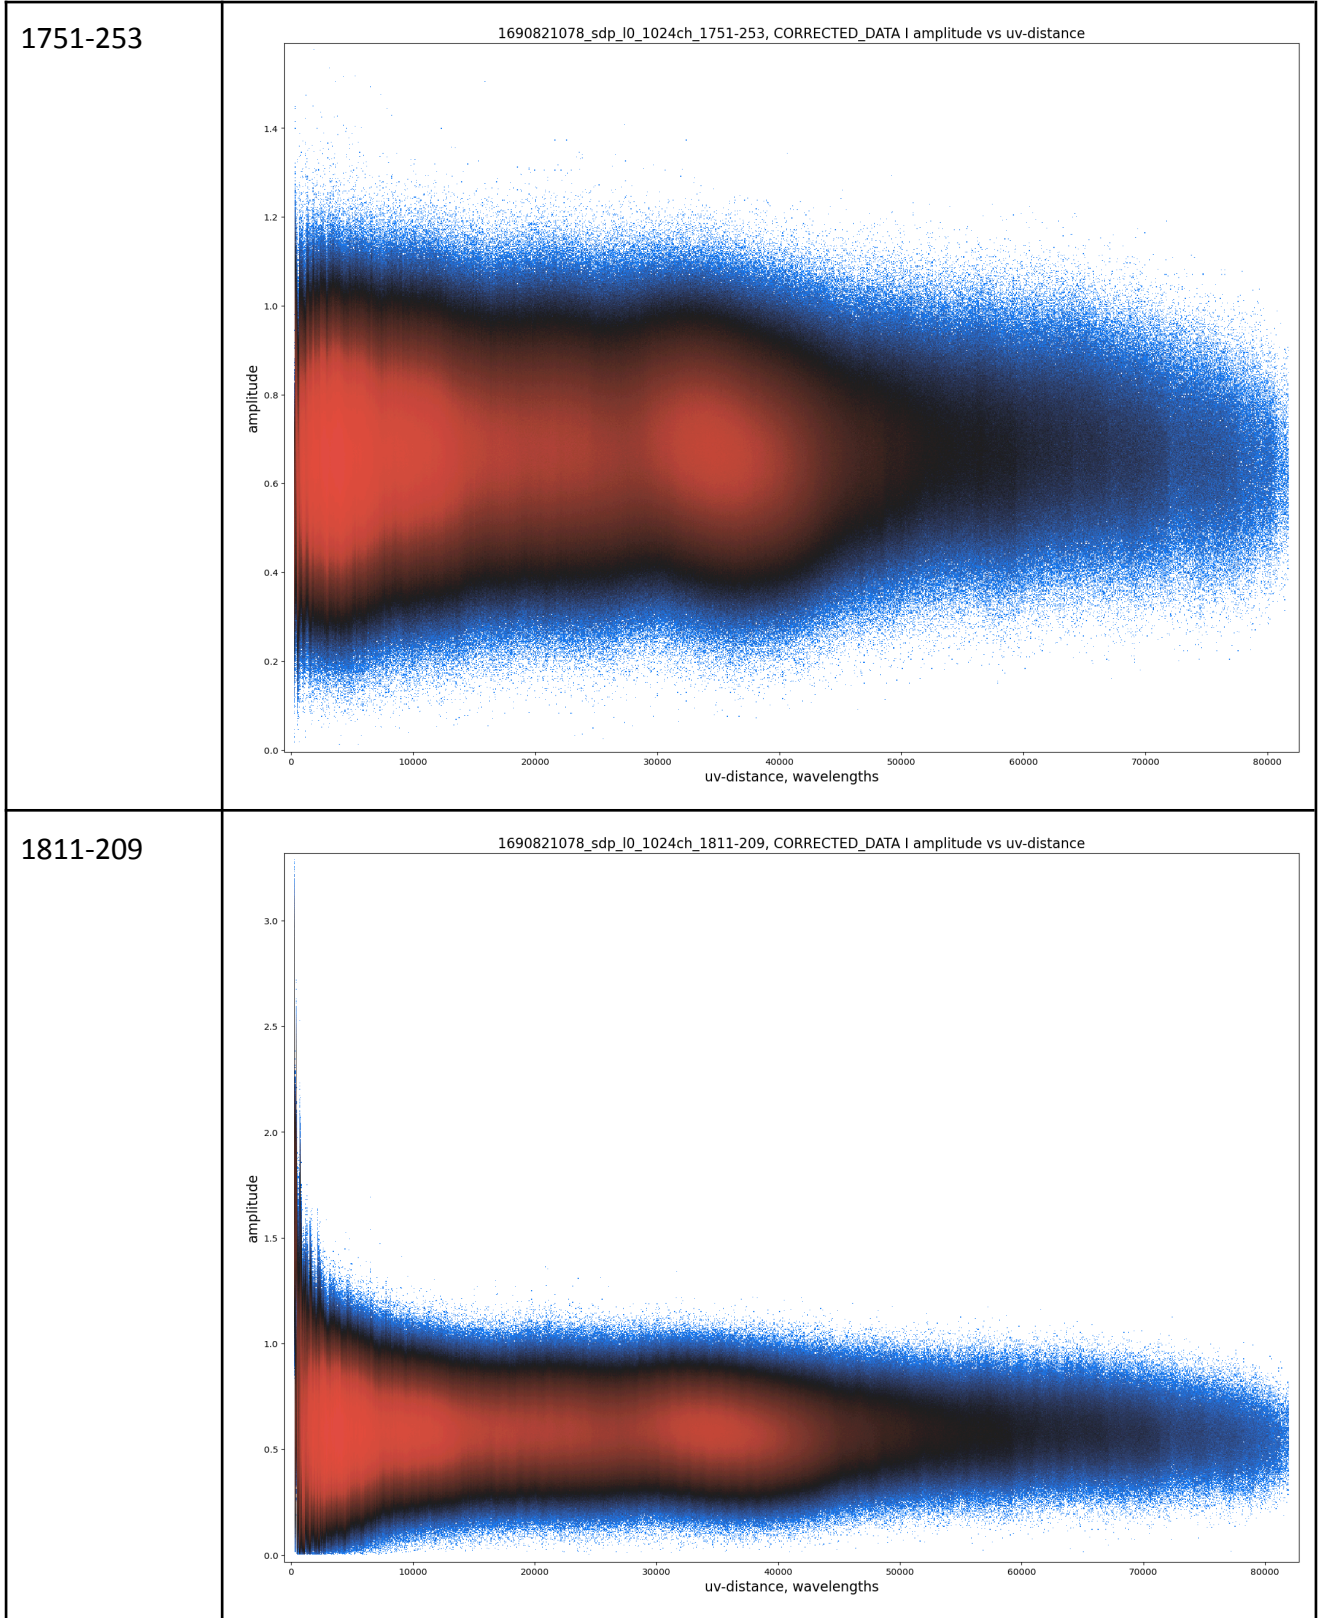 1751-253
1690821078_sdp_l0_1024ch_1751-253, CORRECTED_DATA I amplitude vs uv-distance
1.4
1.2
1.0
0.8
0.6
0.4
0.2
0.0
amplitude
0 10000 20000 30000 40000 50000 60000 70000 80000
uv-distance, wavelengths
1811-209
1690821078_sdp_l0_1024ch_1811-209, CORRECTED_DATA I amplitude vs uv-distance
3.0
2.5
2.0
1.5
1.0
0.5
0.0
amplitude
0 10000 20000 30000 40000 50000 60000 70000 80000
uv-distance, wavelengths